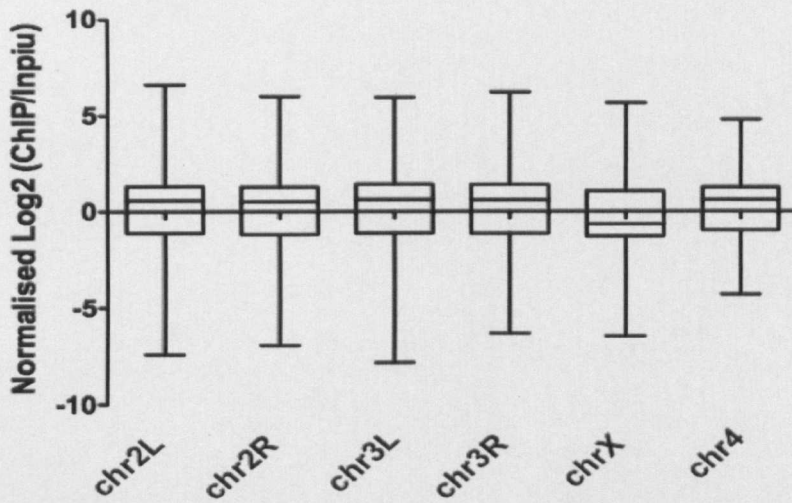 Normalised Log2 (ChIP/Inpiu)
10
5
0
-5
-10
chr2L
chr2R
chr3L
chr3R
chrX
chr4